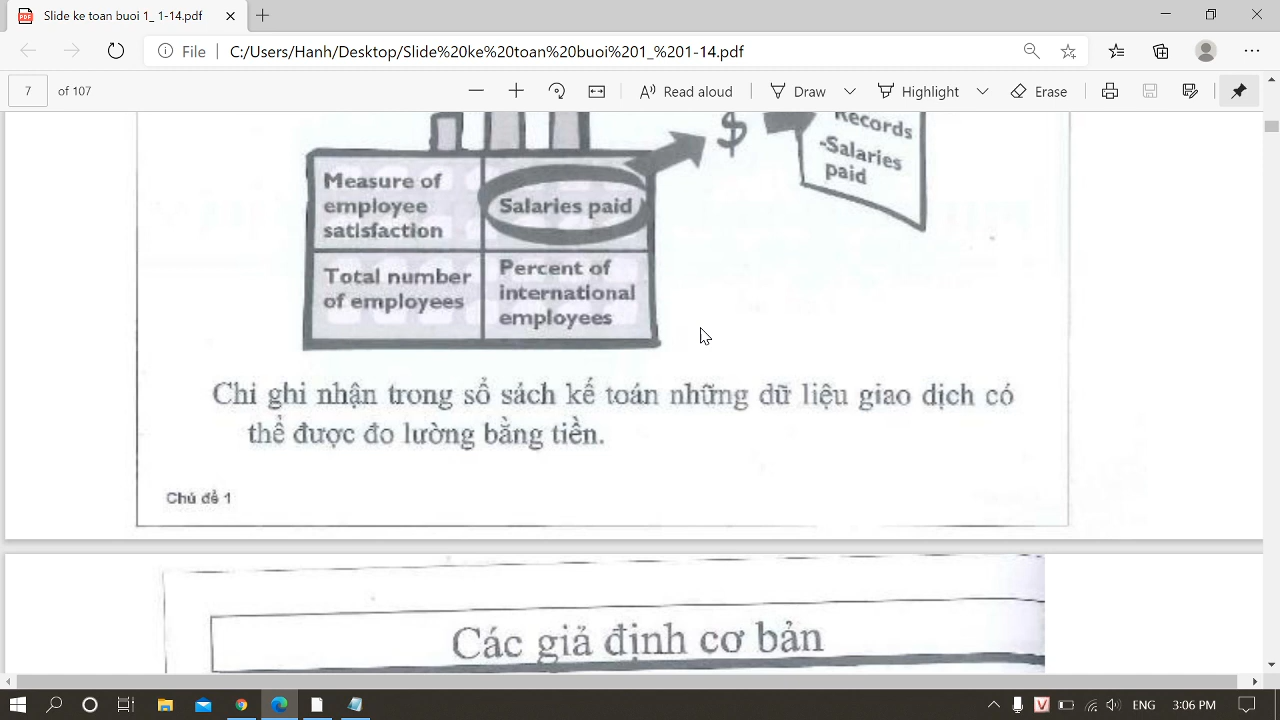 Slide ke toan buoi 1_ 1-14.pdf
File
C:/Users/Hanh/Desktop/Slide%20ke%20toan%20buoi%201_%201-14.pdf
7 of 107
Read aloud
Draw
Highlight
Erase
$
Records
-Salaries
paid
Measure of
employee
satisfaction
Salaries paid
Total number
of employees
Percent of
international
employees
Chỉ ghi nhận trong sổ sách kế toán những dữ liệu giao dịch có
thể được đo lường bằng tiền.
Chủ đề 1
Các giả định cơ bản
ENG
3:06 PM